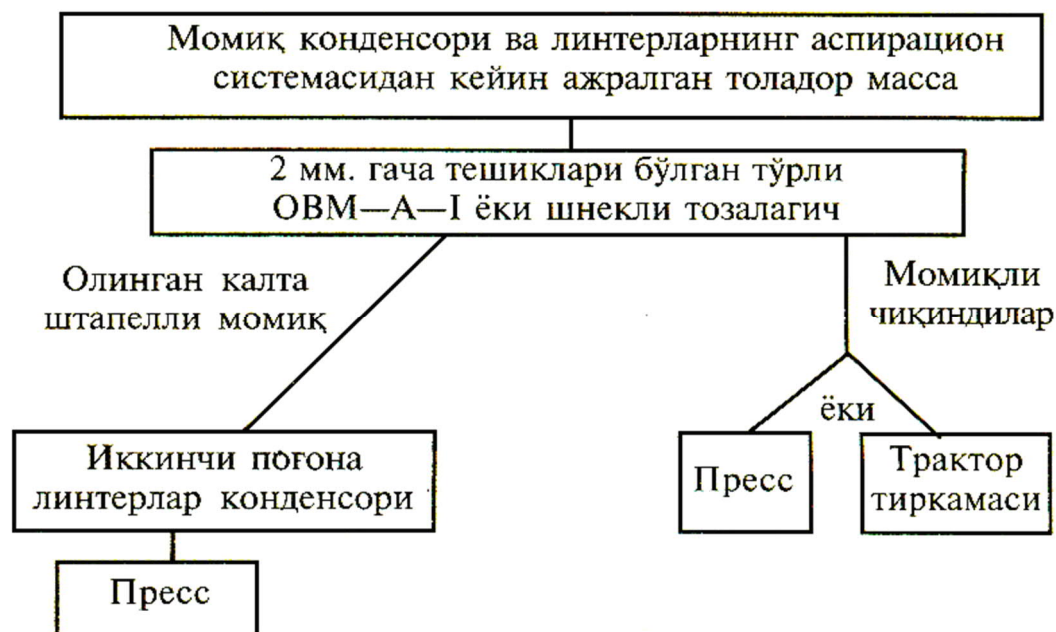 Момиқ конденсори ва линтерларнинг аспирацион
системасидан кейин ажралган толадор масса
2 мм. гача тешиклари бўлган тўрли
ОВМ—А—I ёки шнекли тозалагич
Олинган калта
штапелли момиқ
Момиқли
чиқиндилар
ёки
Иккинчи поғона
линтерлар конденсори
Пресс
Трактор
тиркамаси
Пресс